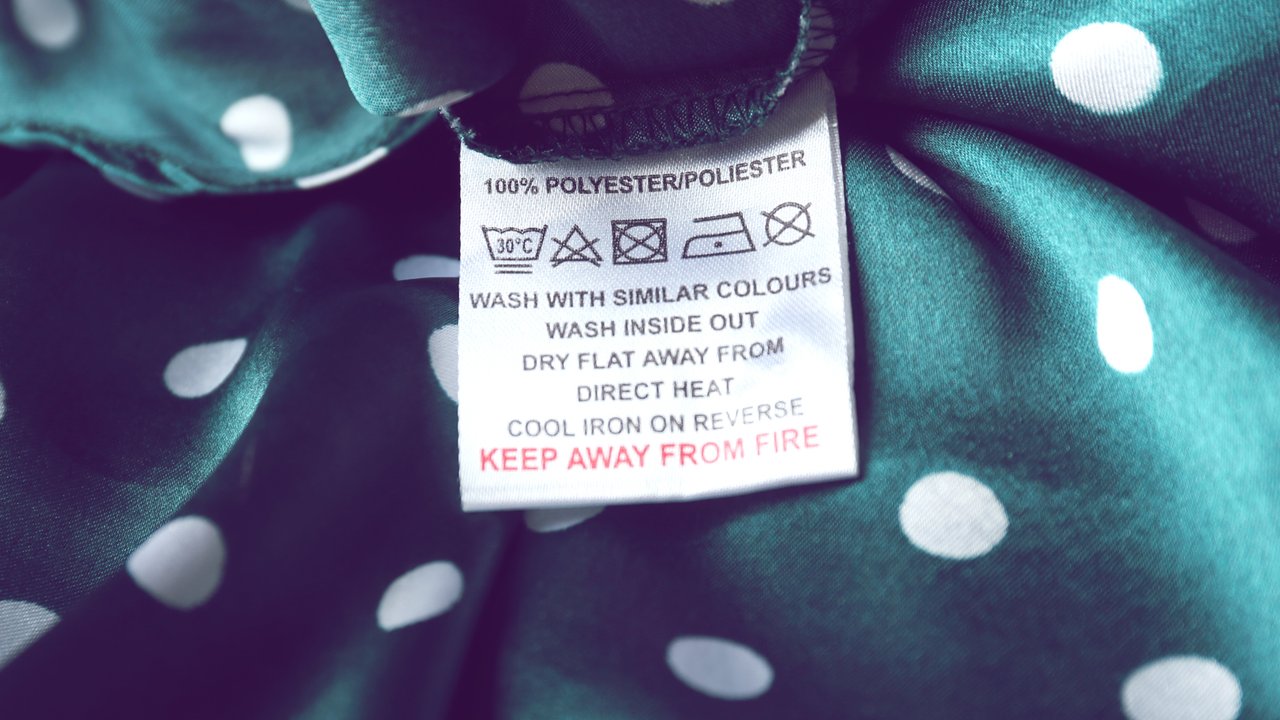 100% POLYESTER/POLIESTER
30°C
WASH WITH SIMILAR COLOURS
WASH INSIDE OUT
DRY FLAT AWAY FROM
DIRECT HEAT
COOL IRON ON REVERSE
KEEP AWAY FROM FIRE